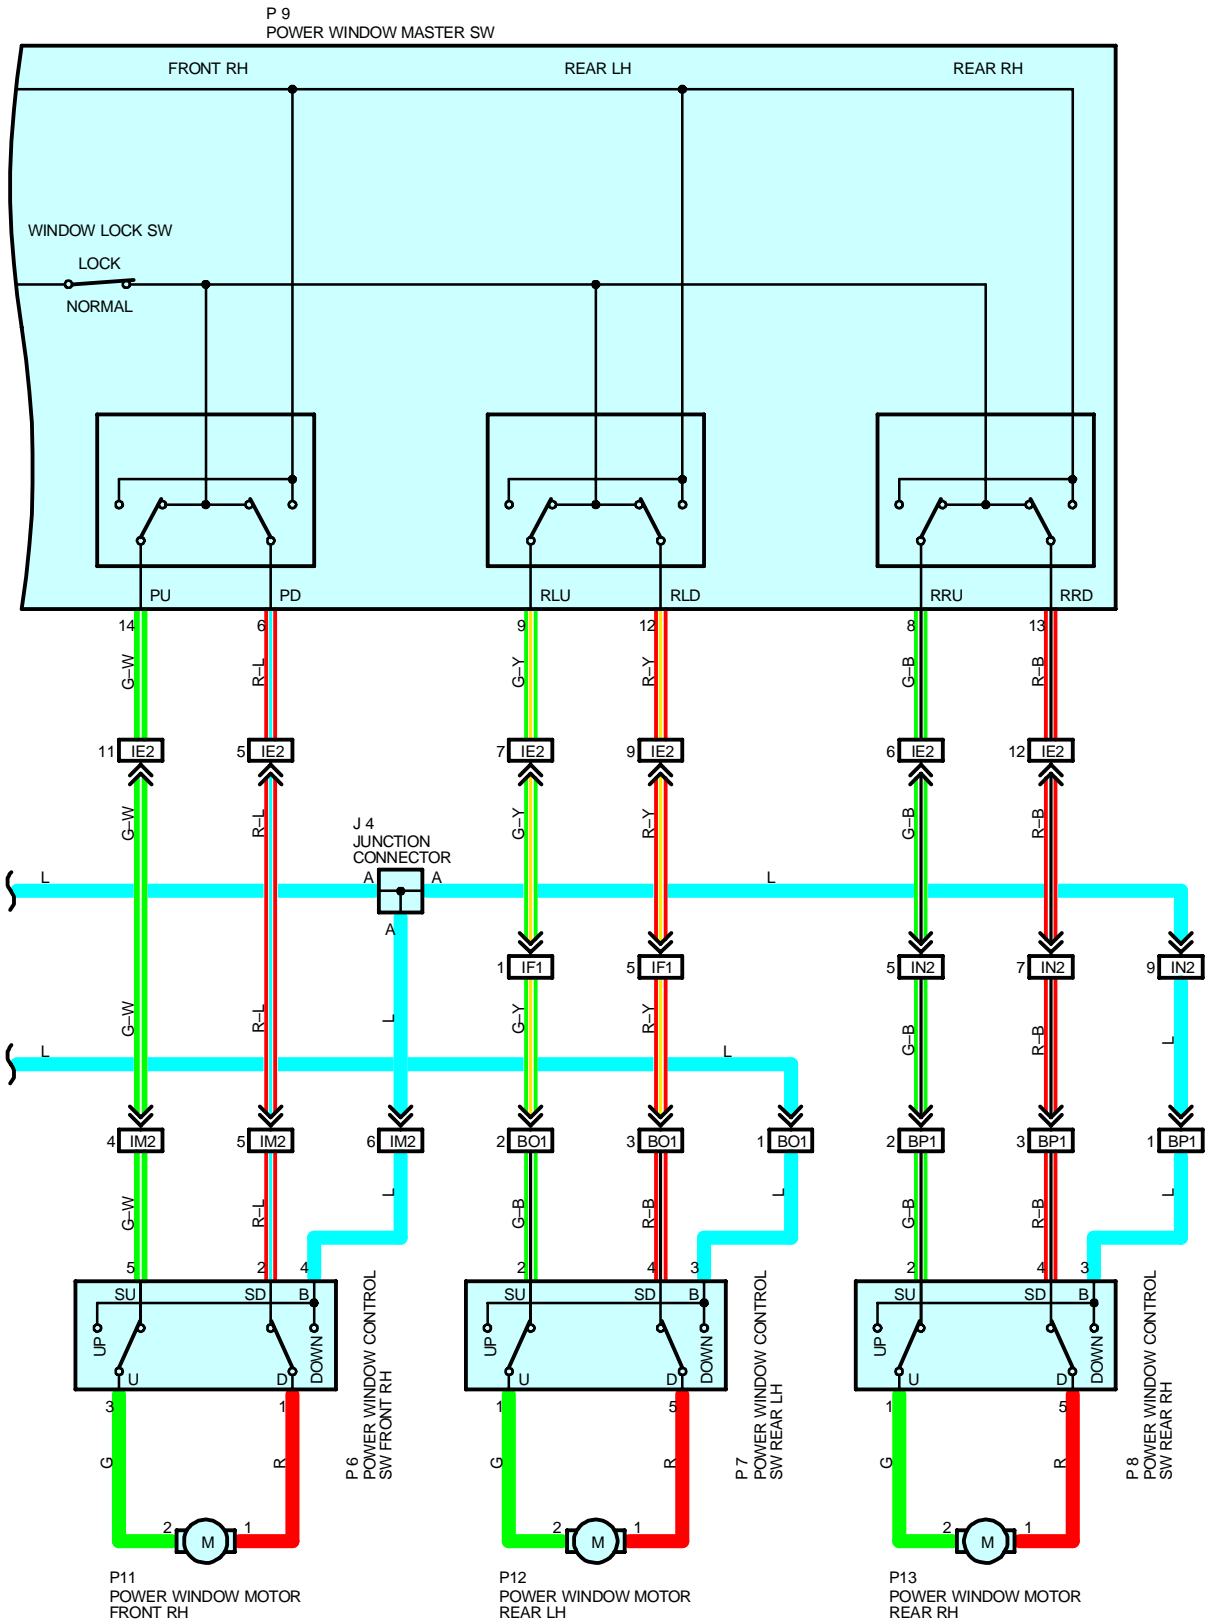 P 9
POWER WINDOW MASTER SW
FRONT RH
REAR LH
REAR RH
WINDOW LOCK SW
LOCK
NORMAL
PU
PD
RLU
RLD
RRU
RRD
14
6
9
12
8
13
G–W
R–L
G–Y
R–Y
G–B
R–B
11
IE2
5
IE2
7
IE2
9
IE2
6
IE2
12
IE2
G–W
R–L
G–Y
R–Y
G–B
R–B
J 4
JUNCTION
CONNECTOR
L
A
A
L
A
1
IF1
5
IF1
5
IN2
7
IN2
9
IN2
G–W
R–L
L
G–Y
R–Y
G–B
R–B
L
L
L
4
IM2
5
IM2
6
IM2
2
BO1
3
BO1
1
BO1
2
BP1
3
BP1
1
BP1
G–W
R–L
L
G–B
R–B
L
G–B
R–B
L
5
2
4
2
4
3
2
4
3
SU
SD
B
SU
SD
B
SU
SD
B
UP
DOWN
UP
DOWN
UP
DOWN
U
D
U
D
U
D
P 6
POWER WINDOW CONTROL
SW FRONT RH
P 7
POWER WINDOW CONTROL
SW REAR LH
P 8
POWER WINDOW CONTROL
SW REAR RH
3
1
1
5
1
5
G
R
G
R
G
R
2
M
1
2
M
1
2
M
1
P11
POWER WINDOW MOTOR
FRONT RH
P12
POWER WINDOW MOTOR
REAR LH
P13
POWER WINDOW MOTOR
REAR RH